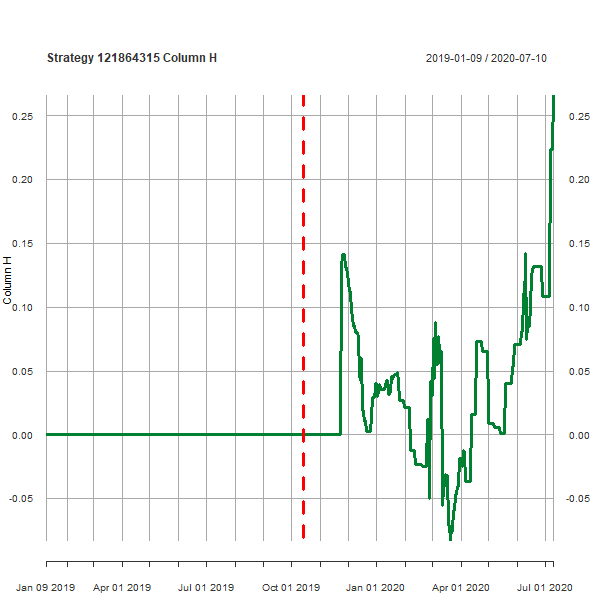 Strategy 121864315 Column H
2019-01-09 / 2020-07-10
0.25
0.25
0.20
0.20
0.15
0.15
Column H
0.10
0.10
0.05
0.05
0.00
0.00
-0.05
-0.05
Jan 09 2019
Apr 01 2019
Jul 01 2019
Oct 01 2019
Jan 01 2020
Apr 01 2020
Jul 01 2020